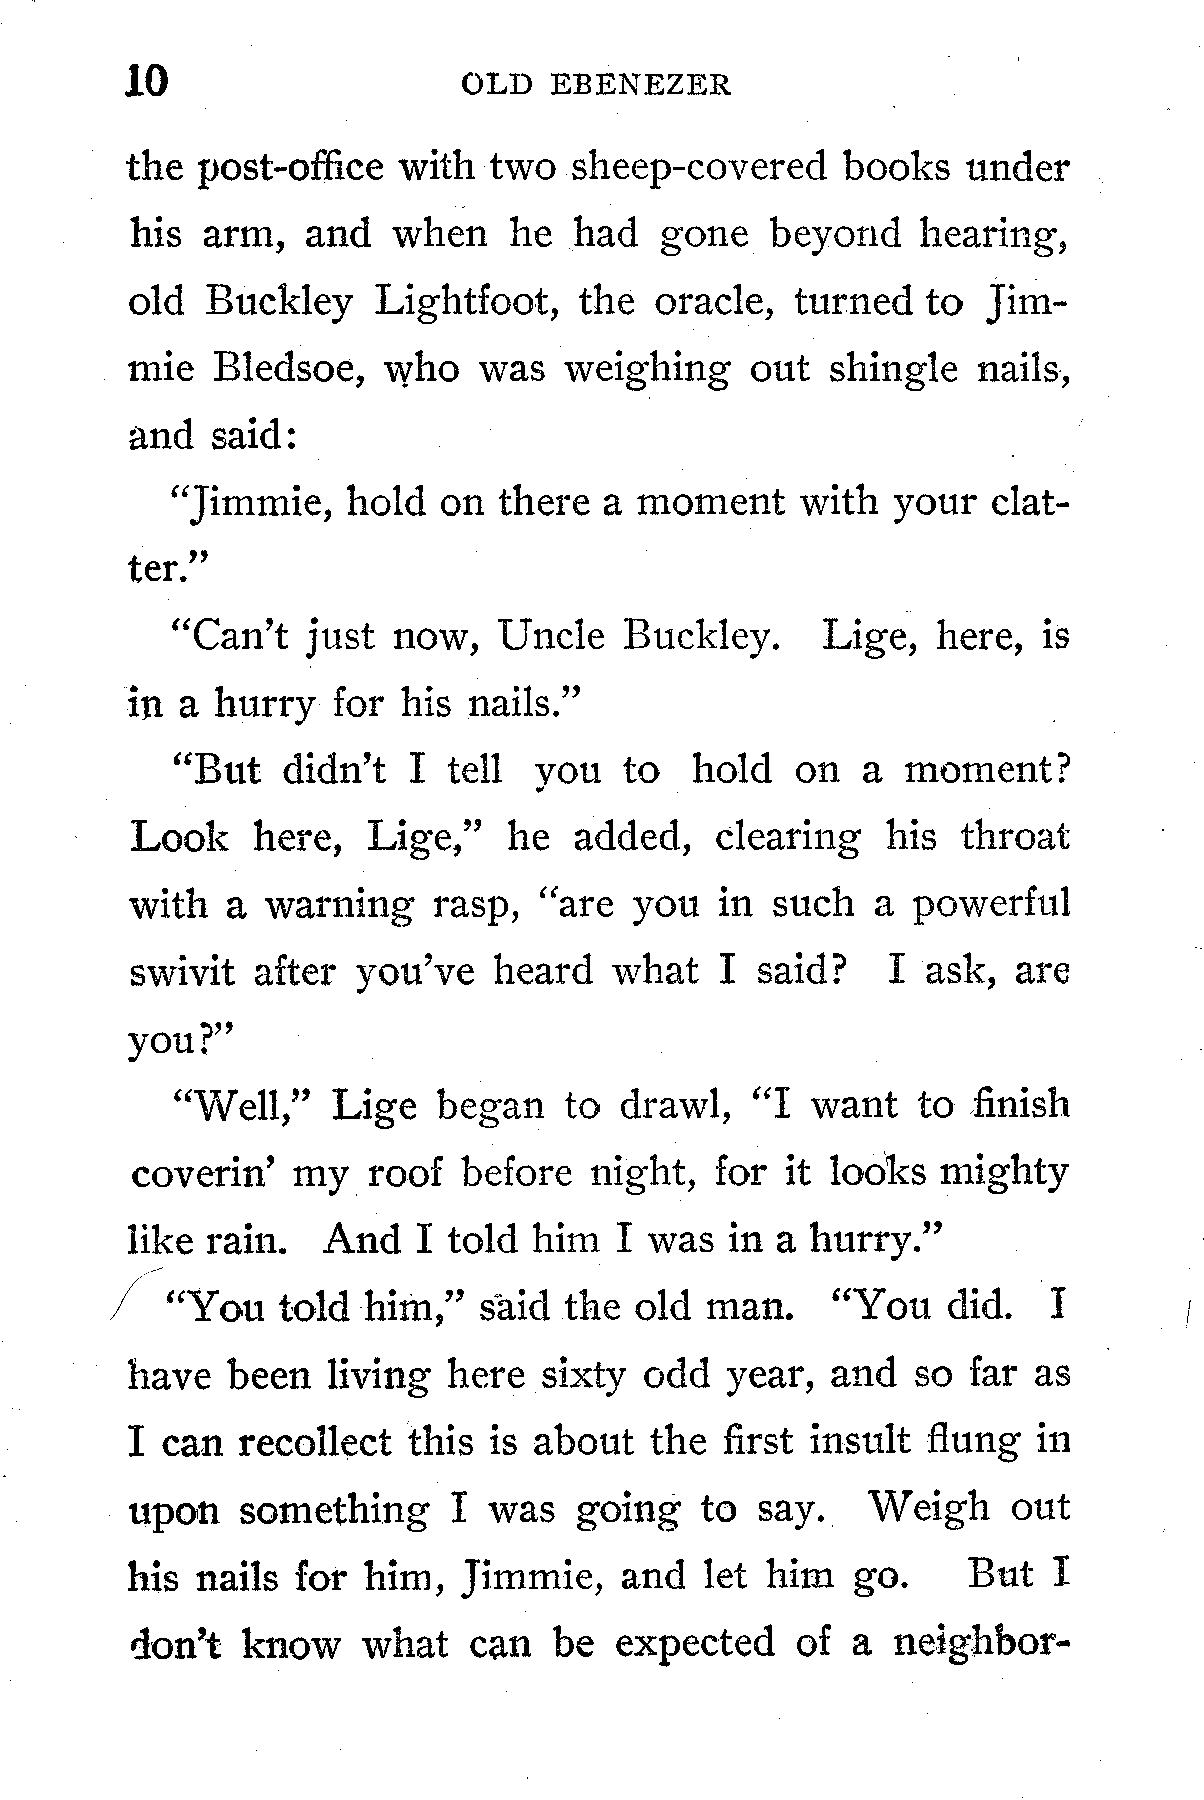 10 OLD EBENEZER
the post-office with two sheep-covered books under
his arm, and when he had gone beyond hearing,
old Buckley Lightfoot, the oracle, turned to Jim-
mie Bledsoe, who was weighing out shingle nails,
and said:
“Jimmie, hold on there a moment with your clat-
ter.”
“Can’t just now, Uncle Buckley. Lige, here, is
in a hurry for his nails.”
“But didn’t I tell you to hold on a moment?
Look here, Lige,” he added, clearing his throat
with a warning rasp, “are you in such a powerful
swivit after you’ve heard what I said? I ask, are
you?”
“Well,” Lige began to drawl, “I want to finish
coverin’ my roof before night, for it looks mighty
like rain. And I told him I was in a hurry.”
“You told him,” said the old man. “You did. I
have been living here sixty odd year, and so far as
I can recollect this is about the first insult flung in
upon something I was going to say. Weigh out
his nails for him, Jimmie, and let him go. But I
don’t know what can be expected of a neighbor-